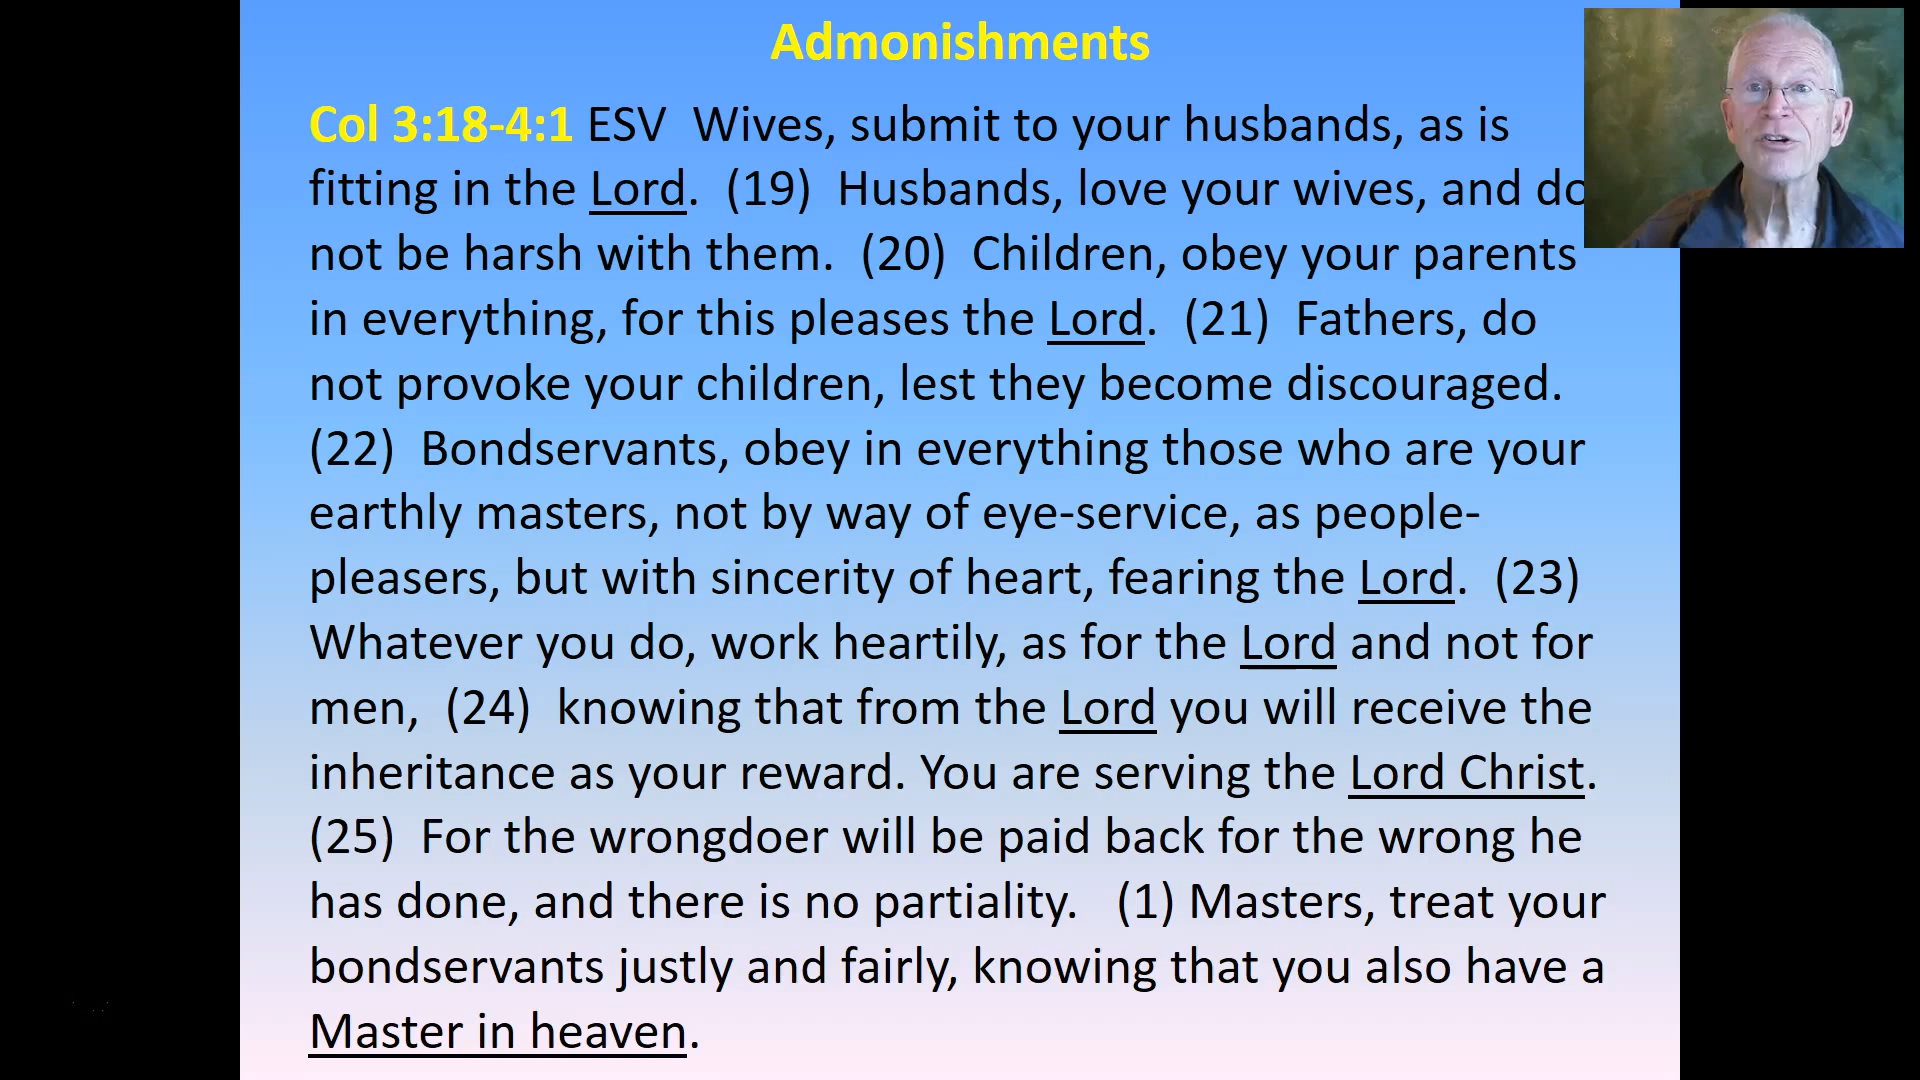 Admonishments
Col 3:18-4:1 ESV  Wives, submit to your husbands, as is
fitting in the Lord.  (19)  Husbands, love your wives, and do
not be harsh with them.  (20)  Children, obey your parents
in everything, for this pleases the Lord.  (21)  Fathers, do
not provoke your children, lest they become discouraged.
(22)  Bondservants, obey in everything those who are your
earthly masters, not by way of eye-service, as people-
pleasers, but with sincerity of heart, fearing the Lord.  (23)
Whatever you do, work heartily, as for the Lord and not for
men,  (24)  knowing that from the Lord you will receive the
inheritance as your reward. You are serving the Lord Christ.
(25)  For the wrongdoer will be paid back for the wrong he
has done, and there is no partiality.   (1) Masters, treat your
bondservants justly and fairly, knowing that you also have a
Master in heaven.